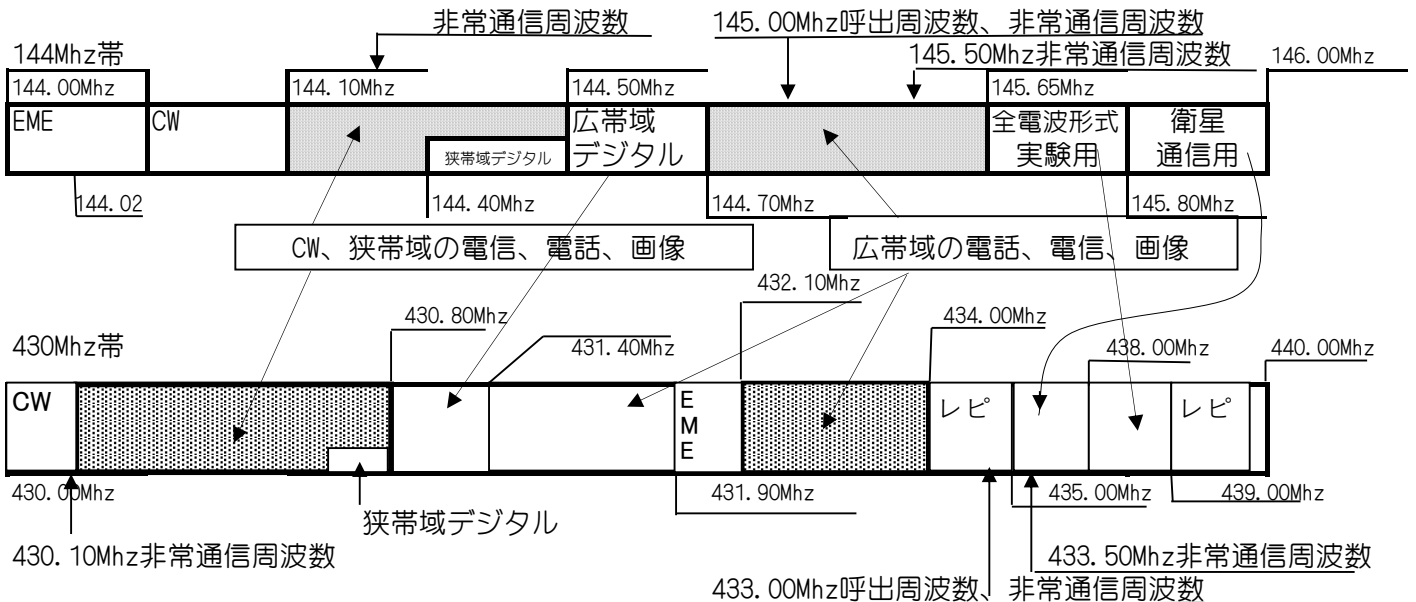 非常通信周波数
145.00Mhz呼出周波数、非常通信周波数
144Mhz帯
145.50Mhz非常通信周波数
146.00Mhz
144.00Mhz
144.10Mhz
144.50Mhz
145.65Mhz
EME
CW
広帯域
デジタル
全電波形式
実験用
衛星
通信用
狭帯域デジタル
144.02
144.40Mhz
144.70Mhz
145.80Mhz
CW、狭帯域の電信、電話、画像
広帯域の電話、電信、画像
432.10Mhz
430.80Mhz
434.00Mhz
430Mhz帯
431.40Mhz
438.00Mhz
440.00Mhz
CW
E
M
E
レピ
レピ
430.00Mhz
431.90Mhz
435.00Mhz
439.00Mhz
狭帯域デジタル
430.10Mhz非常通信周波数
433.50Mhz非常通信周波数
433.00Mhz呼出周波数、非常通信周波数